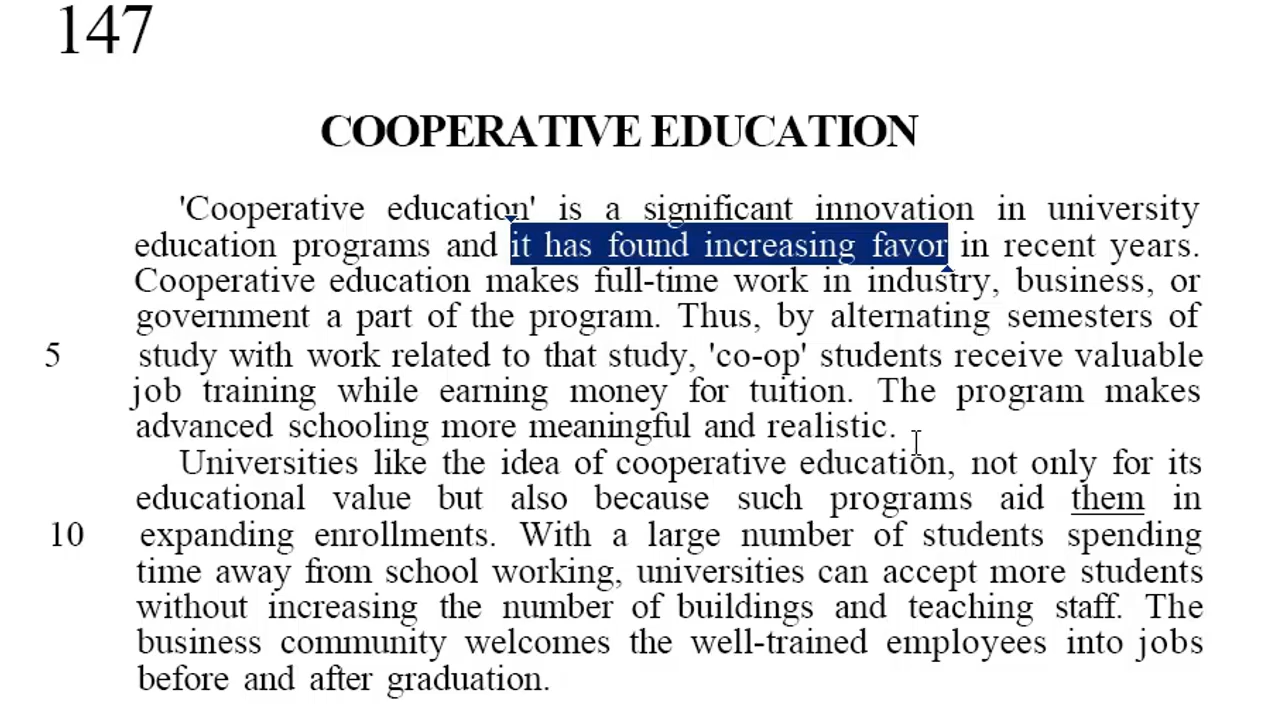 147
COOPERATIVE EDUCATION
'Cooperative education' is a significant innovation in university
education programs and it has found increasing favor in recent years.
Cooperative education makes full-time work in industry, business, or
government a part of the program. Thus, by alternating semesters of
5 study with work related to that study, 'co-op' students receive valuable
job training while earning money for tuition. The program makes
advanced schooling more meaningful and realistic.
Universities like the idea of cooperative education, not only for its
educational value but also because such programs aid them in
10 expanding enrollments. With a large number of students spending
time away from school working, universities can accept more students
without increasing the number of buildings and teaching staff. The
business community welcomes the well-trained employees into jobs
before and after graduation.